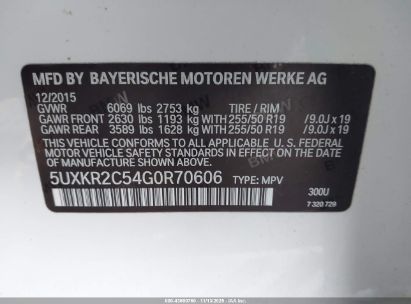 MFD BY BAYERISCHE MOTOREN WERKE AG
12/2015
GVWR 6069 lbs 2753 kg TIRE / RIM
GAWR FRONT 2630 lbs 1193 kg WITH 255/50 R19 /9.0J x 19
GAWR REAR 3589 lbs 1628 kg WITH 255/50 R19 /9.0J x 19
THIS VEHICLE CONFORMS TO ALL APPLICABLE U.S. FEDERAL
MOTOR VEHICLE SAFETY STANDARDS IN EFFECT ON THE
DATE OF MANUFACTURE SHOWN ABOVE.
5UXKR2C54G0R70606 TYPE: MPV
300U
7 320 729